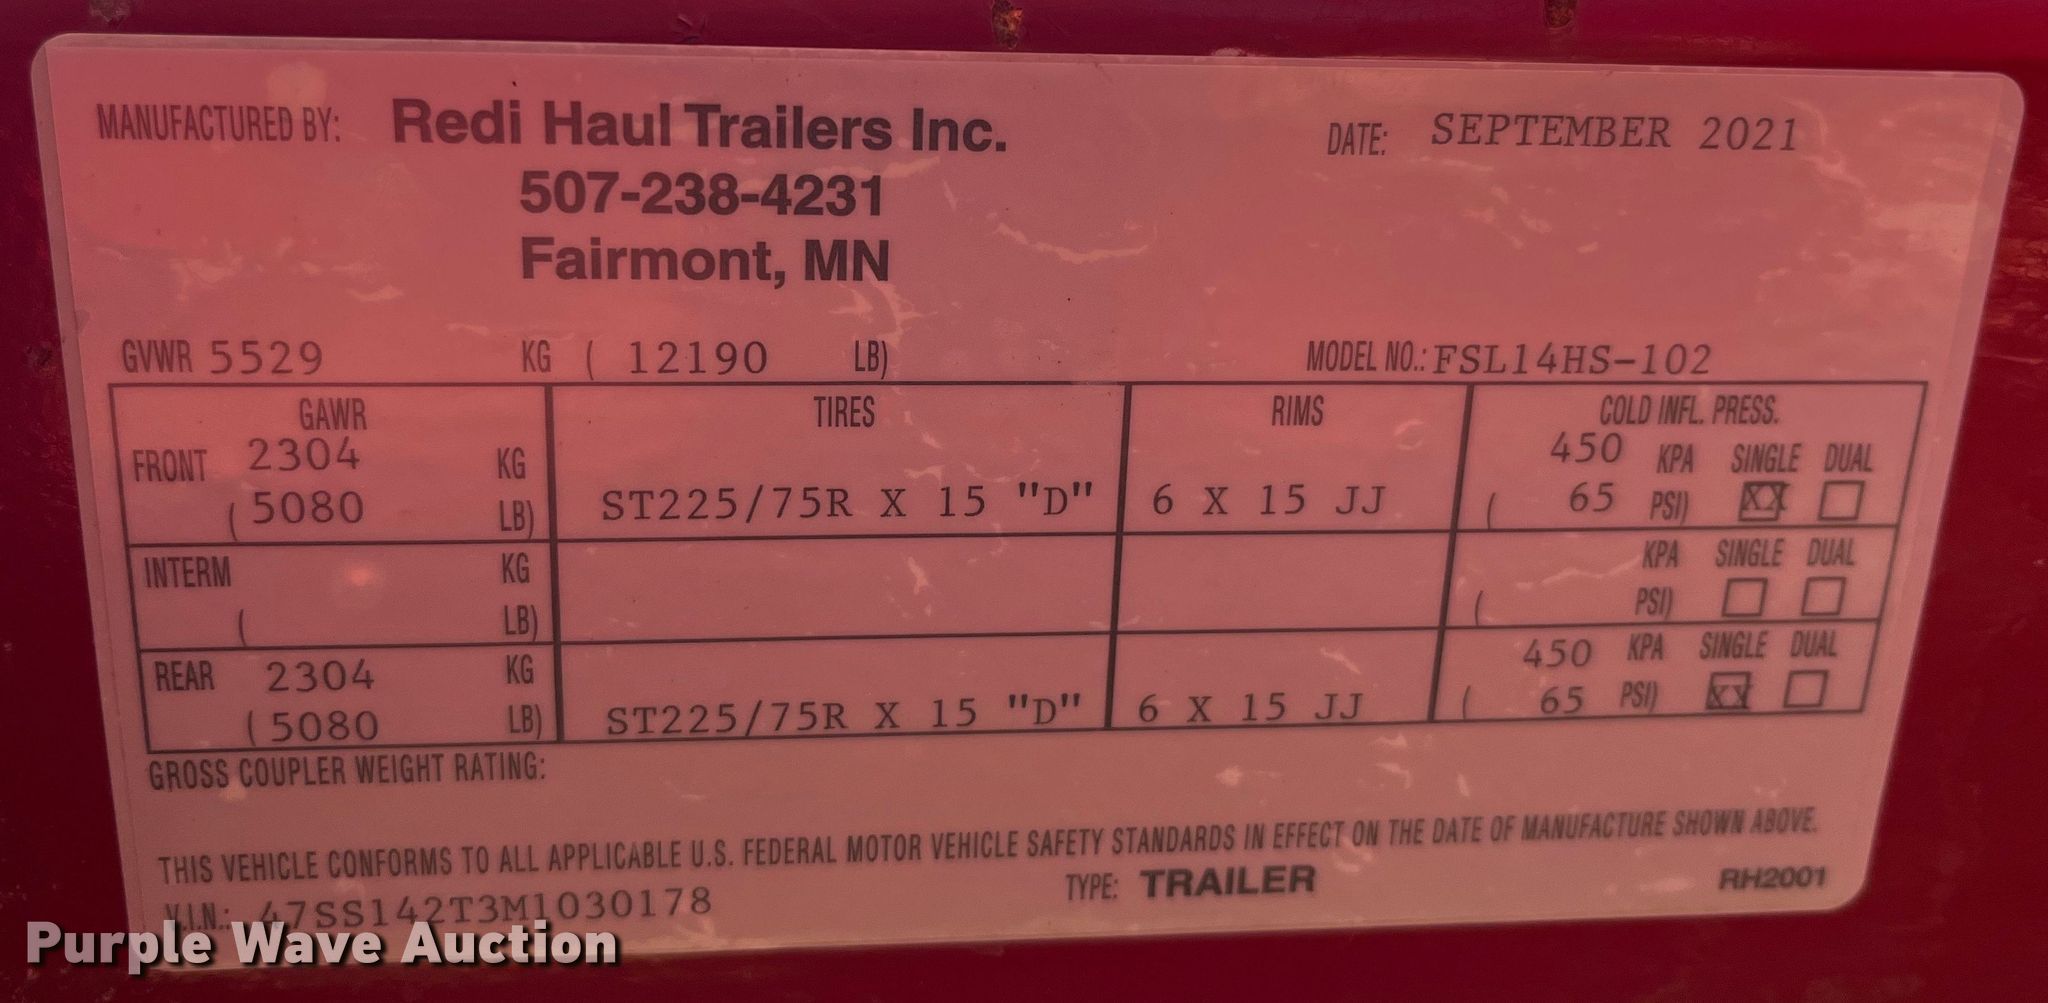 MANUFACTURED BY: Redi Haul Trailers Inc. DATE: SEPTEMBER 2021
507-238-4231
Fairmont, MN
GVWR 5529 KG ( 12190 LB) MODEL NO.: FSL14HS-102
GAWR TIRES RIMS COLD INFL. PRESS.
FRONT 2304 KG 450 KPA SINGLE DUAL
( 5080 LB) ST225/75R X 15 "D" 6 X 15 JJ ( 65 PSI) XX
INTERM KG KPA SINGLE DUAL
( LB) ( PSI)
REAR 2304 KG 450 KPA SINGLE DUAL
( 5080 LB) ST225/75R X 15 "D" 6 X 15 JJ ( 65 PSI) XX
GROSS COUPLER WEIGHT RATING:
THIS VEHICLE CONFORMS TO ALL APPLICABLE U.S. FEDERAL MOTOR VEHICLE SAFETY STANDARDS IN EFFECT ON THE DATE OF MANUFACTURE SHOWN ABOVE.
V.I.N.: 47SS142T3M1030178 TYPE: TRAILER RH2001
Purple Wave Auction